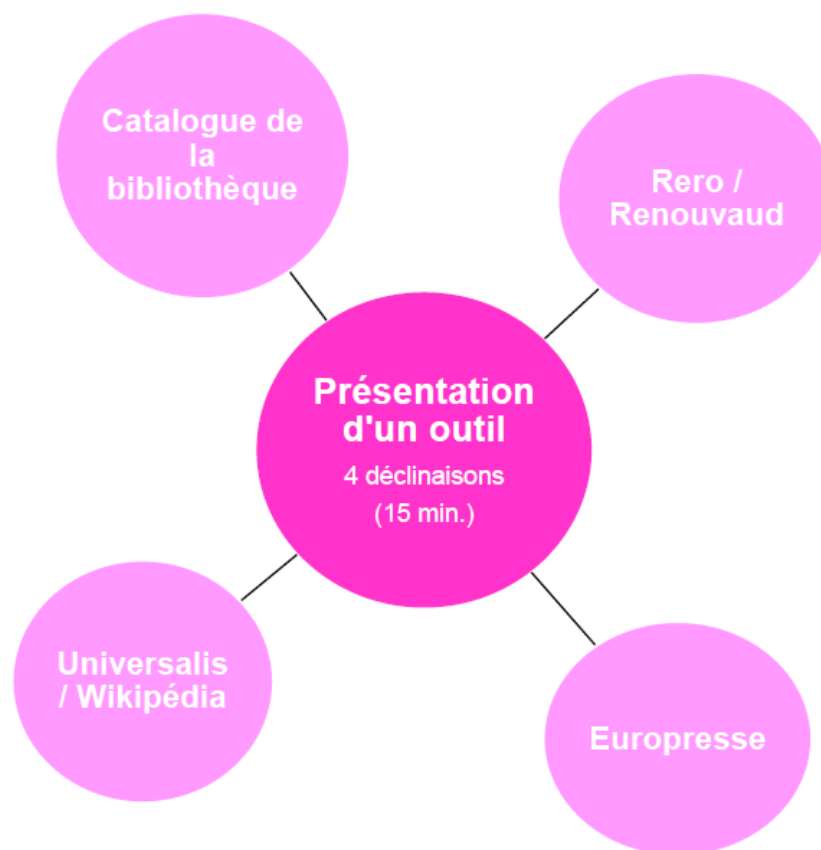 Catalogue de
la
bibliothèque
Rero /
Renouvaud
Présentation
d'un outil
4 déclinaisons
(15 min.)
Universalis
/ Wikipédia
Europresse